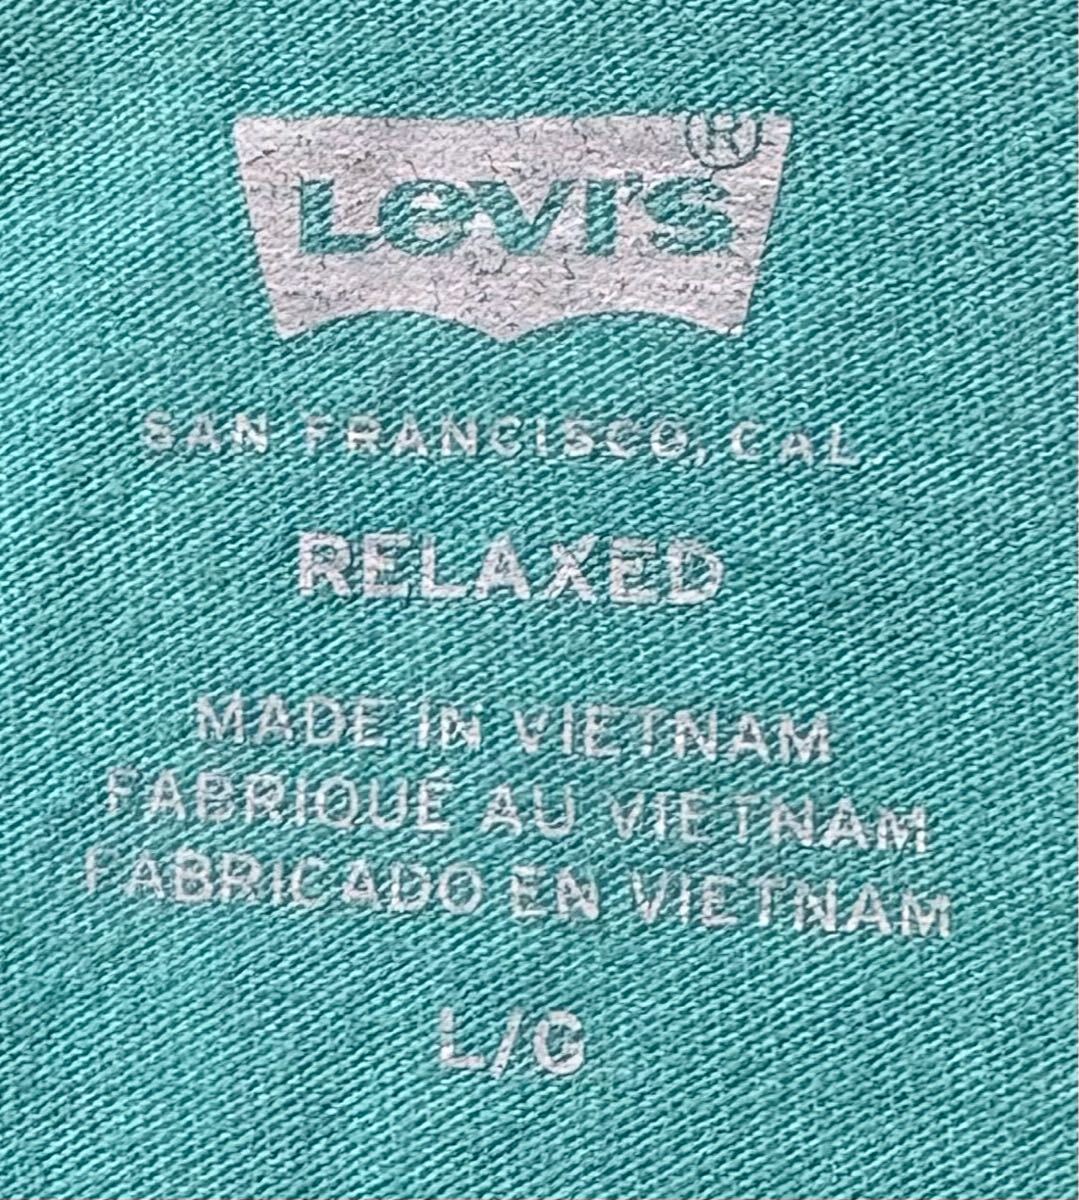 Levi's®
SAN FRANCISCO, CAL.
RELAXED
MADE IN VIETNAM
FABRIQUÉ AU VIETNAM
FABRICADO EN VIETNAM
L/G